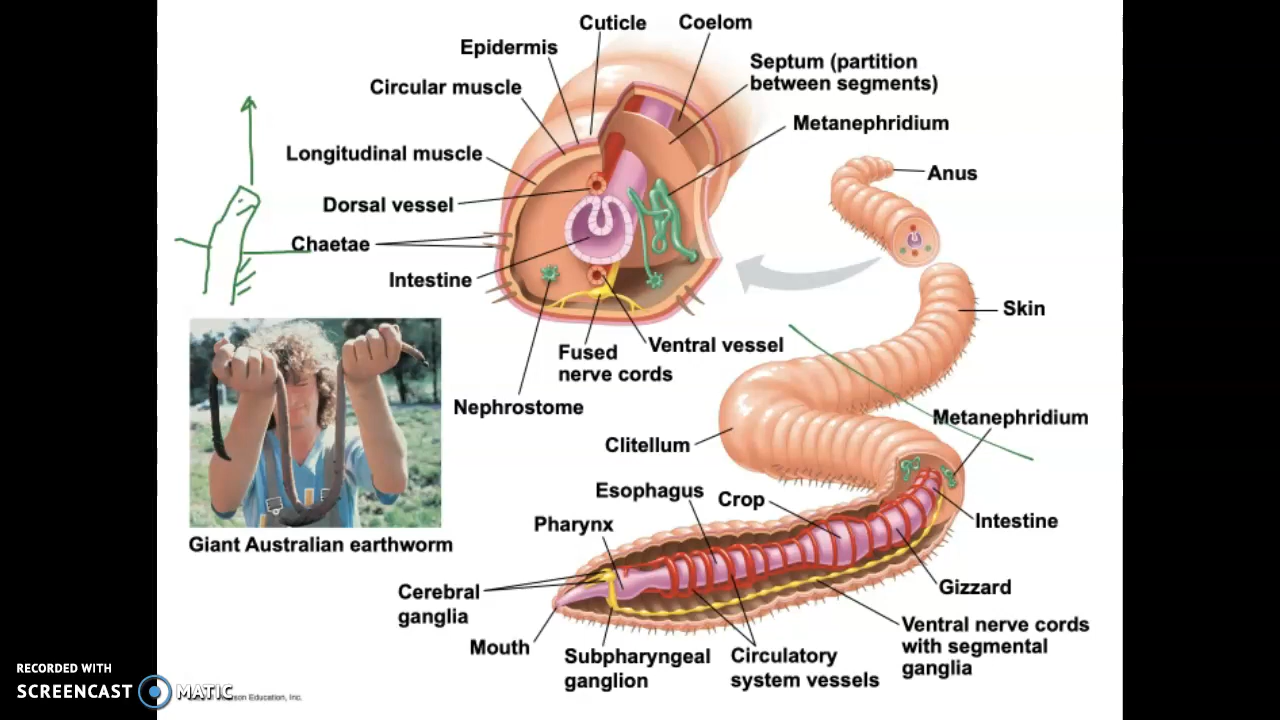 Cuticle
Coelom
Epidermis
Septum (partition
between segments)
Circular muscle
Metanephridium
Longitudinal muscle
Anus
Dorsal vessel
Chaetae
Intestine
Skin
Ventral vessel
Fused
nerve cords
Nephrostome
Metanephridium
Clitellum
Esophagus
Crop
Pharynx
Intestine
Giant Australian earthworm
Cerebral
ganglia
Gizzard
Mouth
Ventral nerve cords
with segmental
ganglia
Subpharyngeal
ganglion
Circulatory
system vessels
RECORDED WITH
SCREENCAST MATIC
Education, Inc.